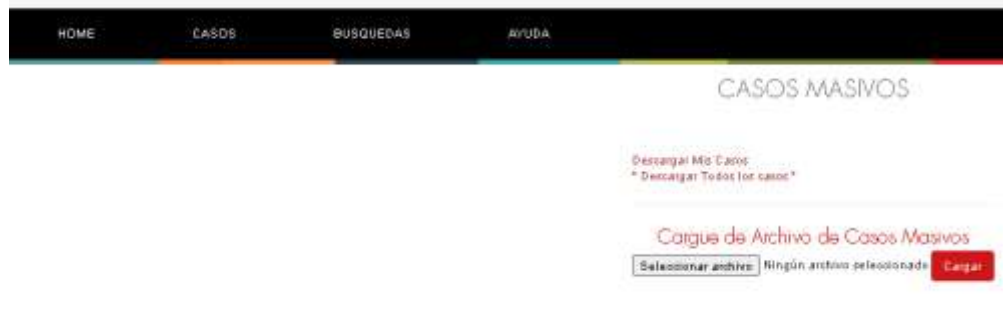 HOME CASOS BUSQUEDAS AYUDA
CASOS MASIVOS
Descargar Mis Casos
* Descargar Todos los casos *
Cargue de Archivo de Casos Masivos
Seleccionar archivo Ningún archivo seleccionado Cargar